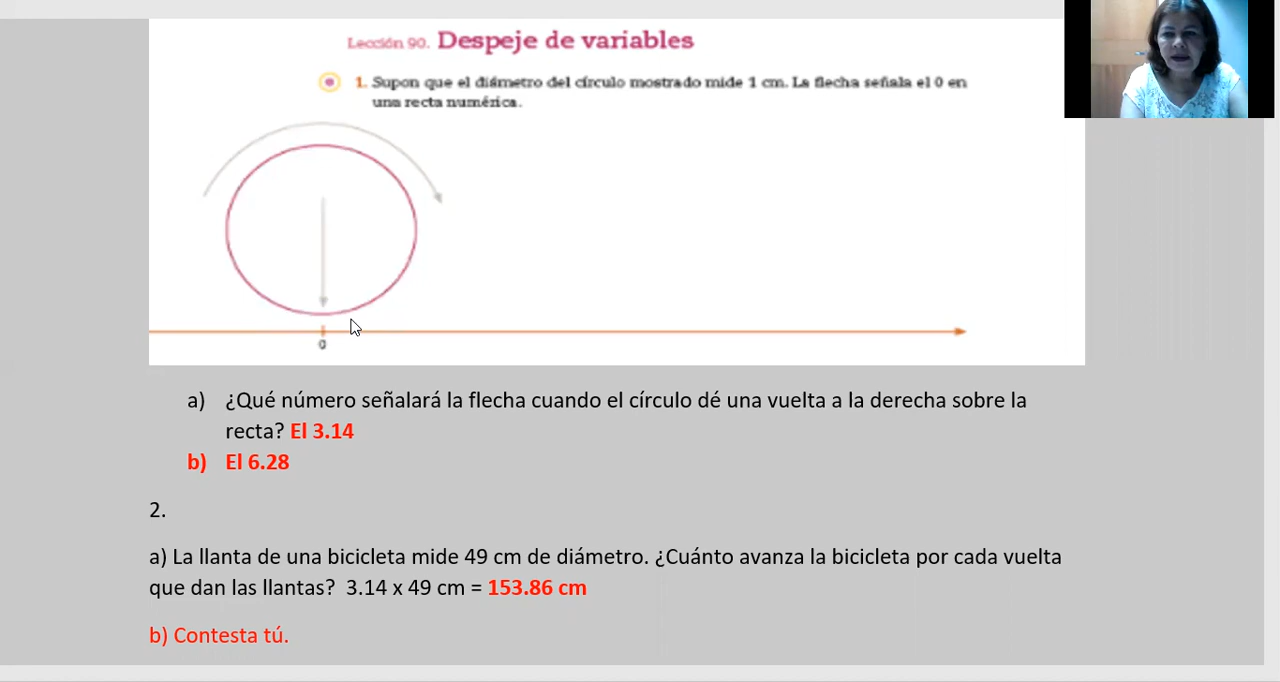 Lección 90. Despeje de variables
1. Supon que el diámetro del círculo mostrado mide 1 cm. La flecha señala el 0 en
una recta numérica.
0
a) ¿Qué número señalará la flecha cuando el círculo dé una vuelta a la derecha sobre la
recta? El 3.14
b) El 6.28
2.
a) La llanta de una bicicleta mide 49 cm de diámetro. ¿Cuánto avanza la bicicleta por cada vuelta
que dan las llantas? 3.14 x 49 cm = 153.86 cm
b) Contesta tú.